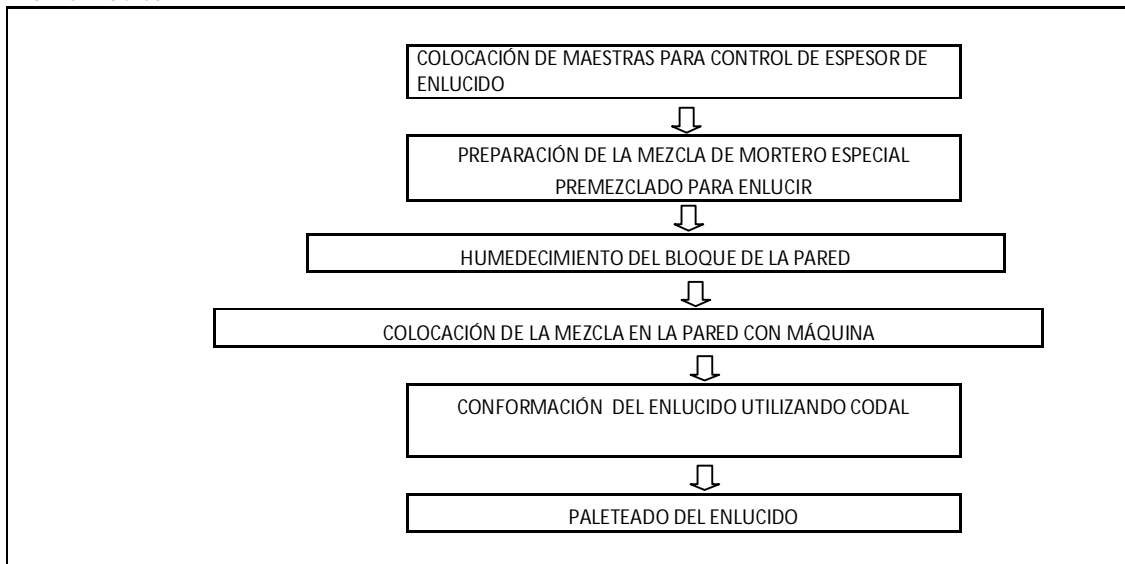 COLOCACIÓN DE MAESTRAS PARA CONTROL DE ESPESOR DE
ENLUCIDO
PREPARACIÓN DE LA MEZCLA DE MORTERO ESPECIAL
PREMEZCLADO PARA ENLUCIR
HUMEDECIMIENTO DEL BLOQUE DE LA PARED
COLOCACIÓN DE LA MEZCLA EN LA PARED CON MÁQUINA
CONFORMACIÓN DEL ENLUCIDO UTILIZANDO CODAL
PALETEADO DEL ENLUCIDO